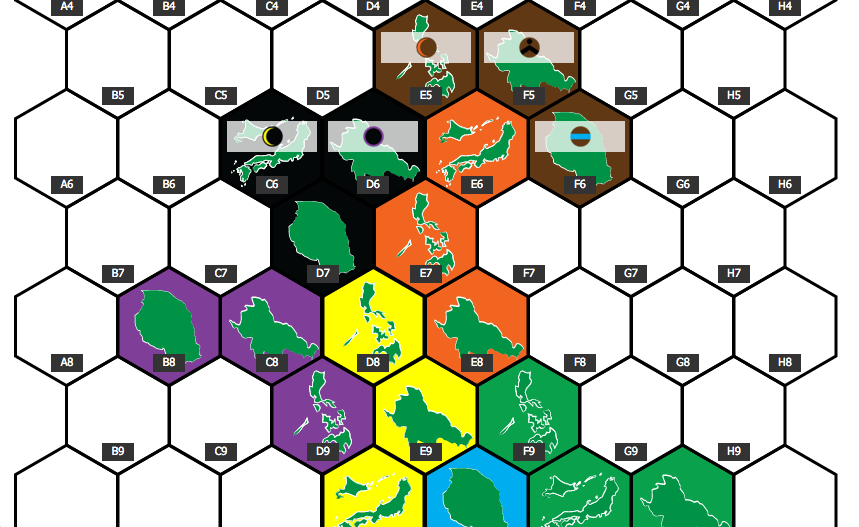 A4 B4 C4 D4 E4 F4 G4 H4
B5 C5 D5 E5 F5 G5 H5
A6 B6 C6 D6 E6 F6 G6 H6
B7 C7 D7 E7 F7 G7 H7
A8 B8 C8 D8 E8 F8 G8 H8
B9 C9 D9 E9 F9 G9 H9